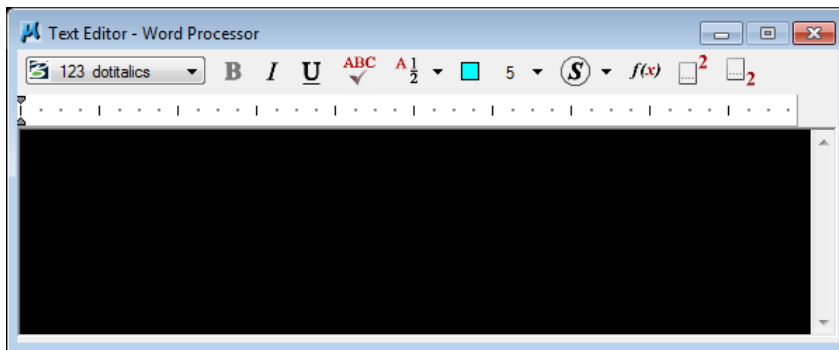 Text Editor - Word Processor
123 dotitalics B I U ABC A 1/2 5 S f(x) 2 2